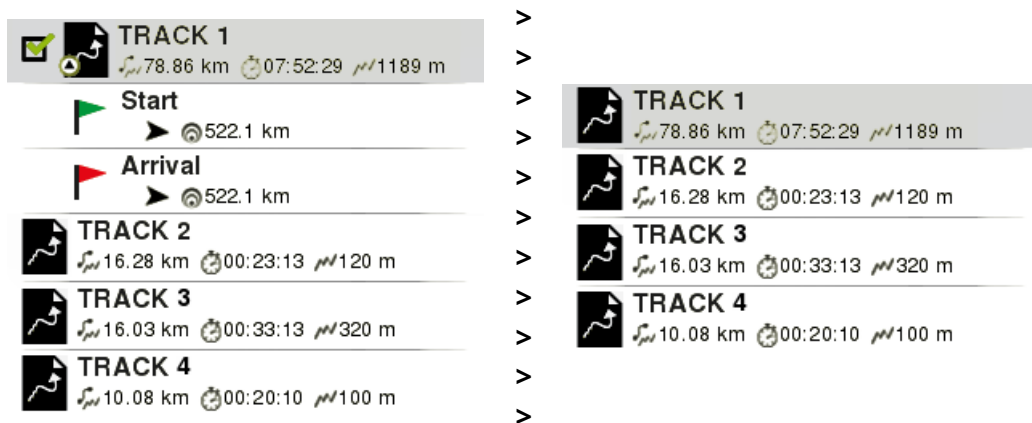 TRACK 1
78.86 km 07:52:29 1189 m
Start
522.1 km
Arrival
522.1 km
TRACK 2
16.28 km 00:23:13 120 m
TRACK 3
16.03 km 00:33:13 320 m
TRACK 4
10.08 km 00:20:10 100 m
>
>
>
>
>
>
>
>
>
>
>
TRACK 1
78.86 km 07:52:29 1189 m
TRACK 2
16.28 km 00:23:13 120 m
TRACK 3
16.03 km 00:33:13 320 m
TRACK 4
10.08 km 00:20:10 100 m